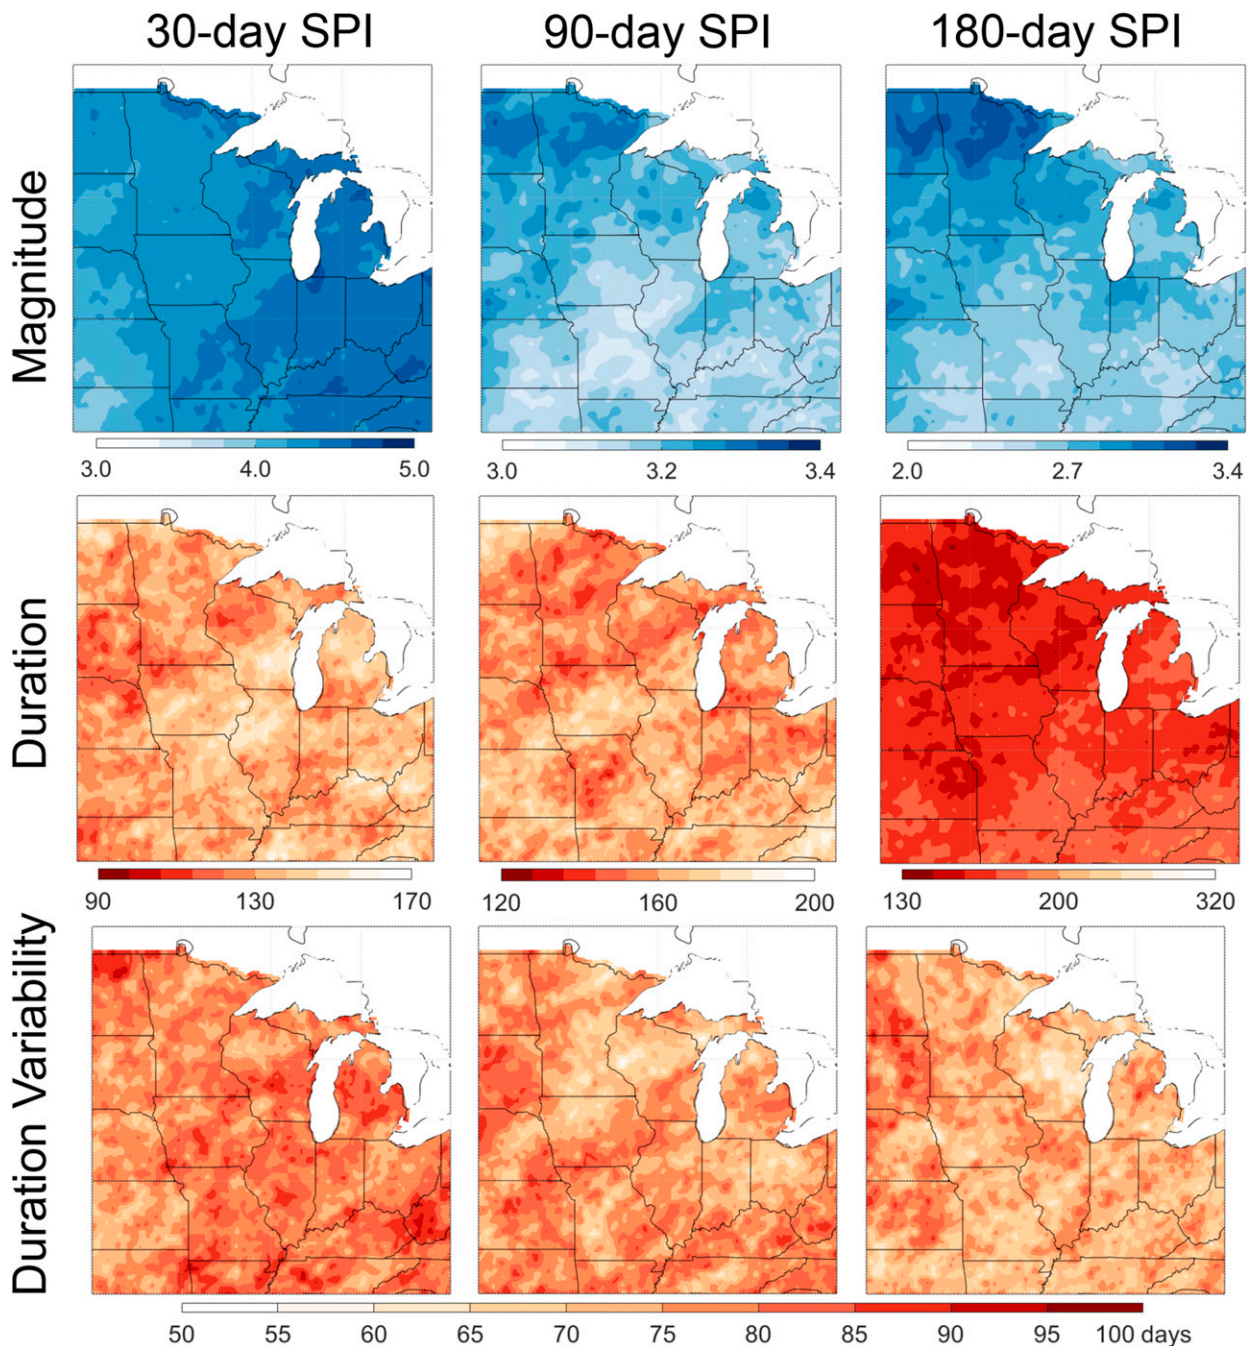 30-day SPI 90-day SPI 180-day SPI
Magnitude
3.0 4.0 5.0 3.0 3.2 3.4 2.0 2.7 3.4
Duration
90 130 170 120 160 200 130 200 320
Duration Variability
50 55 60 65 70 75 80 85 90 95 100 days